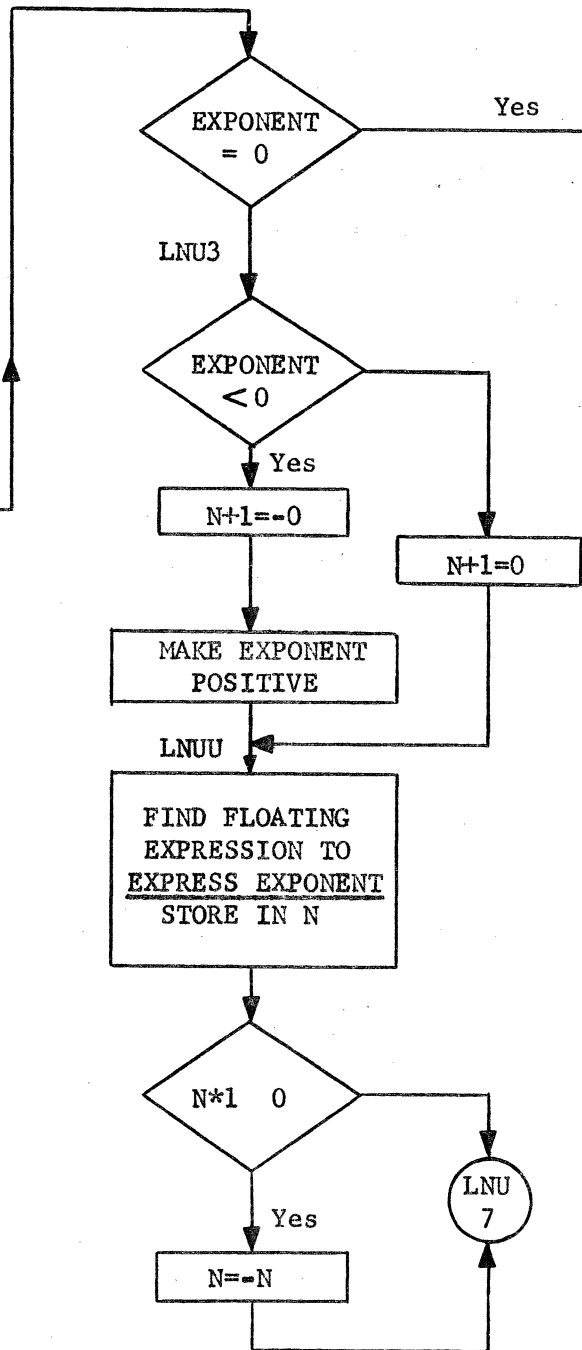 EXPONENT
= 0
Yes
LNU3
EXPONENT
<0
Yes
N+1=-0
N+1=0
MAKE EXPONENT
POSITIVE
LNUU
FIND FLOATING
EXPRESSION TO
EXPRESS EXPONENT
STORE IN N
N*1 0
LNU
7
Yes
N=-N